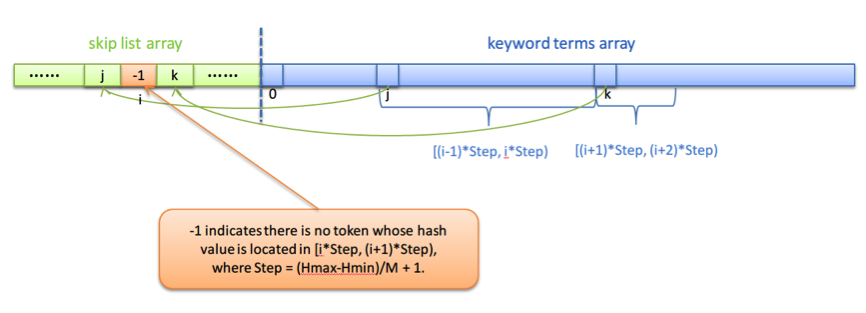 skip list array
keyword terms array
...... j -1 k ......
i
0
j
k
[(i-1)*Step, i*Step)
[(i+1)*Step, (i+2)*Step)
-1 indicates there is no token whose hash
value is located in [i*Step, (i+1)*Step),
where Step = (Hmax-Hmin)/M + 1.